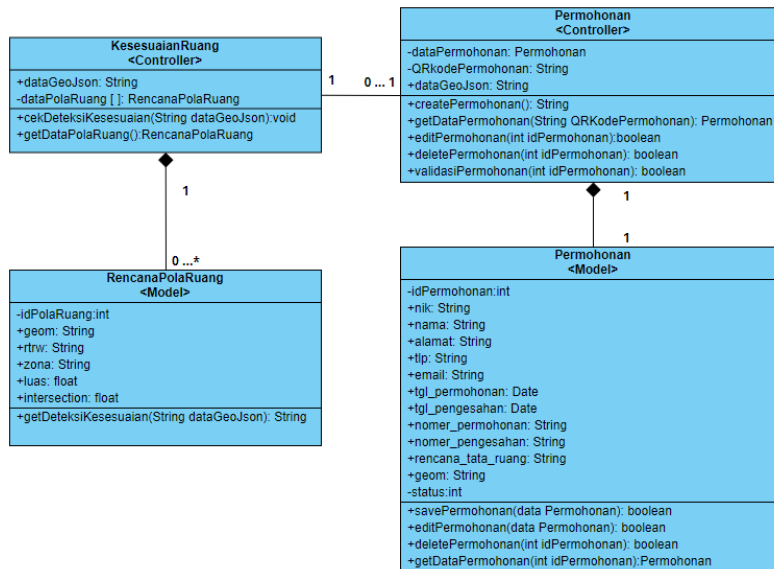 KesesuaianRuang
<Controller>
+dataGeoJson: String
-dataPolaRuang [ ]: RencanaPolaRuang
+cekDeteksiKesesuaian(String dataGeoJson):void
+getDataPolaRuang():RencanaPolaRuang
1
0 ... 1
Permohonan
<Controller>
-dataPermohonan: Permohonan
-QRkodePermohonan: String
+dataGeoJson: String
+createPermohonan(): String
+getDataPermohonan(String QRKodePermohonan): Permohonan
+editPermohonan(int idPermohonan):boolean
+deletePermohonan(int idPermohonan): boolean
+validasiPermohonan(int idPermohonan): boolean
1
0 ...*
RencanaPolaRuang
<Model>
-idPolaRuang:int
+geom: String
+rtrw: String
+zona: String
+luas: float
+intersection: float
+getDeteksiKesesuaian(String dataGeoJson): String
1
1
Permohonan
<Model>
-idPermohonan:int
+nik: String
+nama: String
+alamat: String
+tlp: String
+email: String
+tgl_permohonan: Date
+tgl_pengesahan: Date
+nomer_permohonan: String
+nomer_pengesahan: String
+rencana_tata_ruang: String
+geom: String
-status:int
+savePermohonan(data Permohonan): boolean
+editPermohonan(data Permohonan): boolean
+deletePermohonan(int idPermohonan): boolean
+getDataPermohonan(int idPermohonan):Permohonan